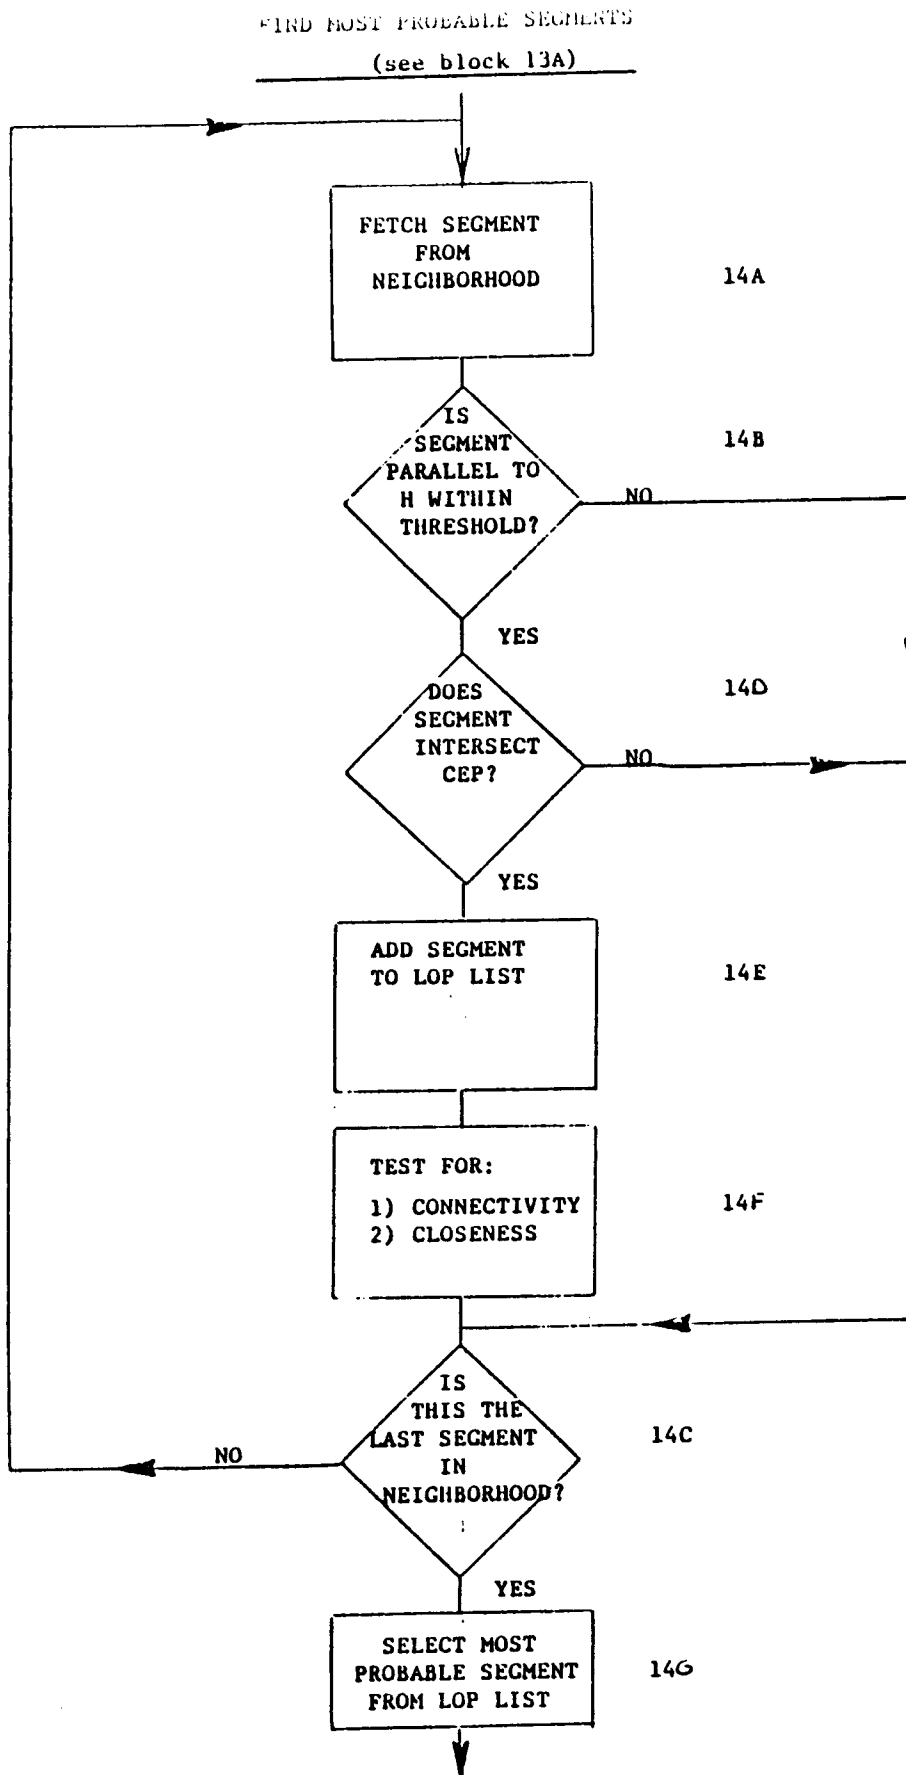 FIND MOST PROBABLE SEGMENTS
(see block 13A)
FETCH SEGMENT
FROM
NEIGHBORHOOD
14A
IS
SEGMENT
PARALLEL TO
H WITHIN
THRESHOLD?
14B
NO
YES
DOES
SEGMENT
INTERSECT
CEP?
14D
NO
YES
ADD SEGMENT
TO LOP LIST
14E
TEST FOR:
1) CONNECTIVITY
2) CLOSENESS
14F
IS
THIS THE
LAST SEGMENT
IN
NEIGHBORHOOD?
14C
NO
YES
SELECT MOST
PROBABLE SEGMENT
FROM LOP LIST
14G